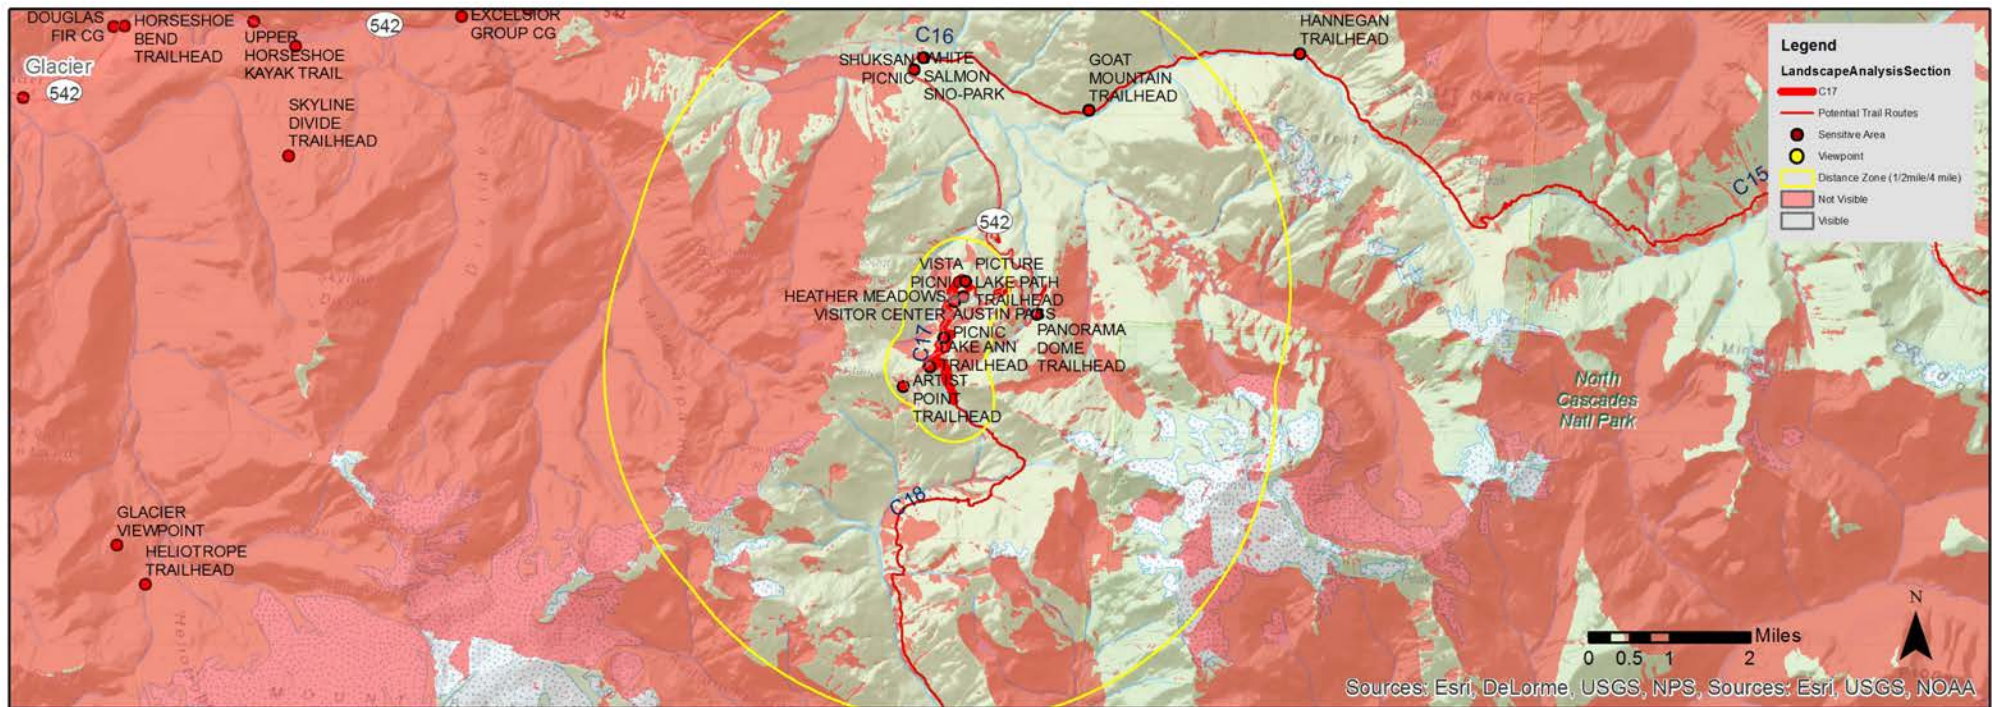 DOUGLAS
FIR CG
HORSESHOE
BEND
TRAILHEAD
UPPER
HORSESHOE
KAYAK TRAIL
542
EXCELSIOR
GROUP CG
542
Glacier
542
SKYLINE
DIVIDE
TRAILHEAD
C16
SHUKSAN
PICNIC
WHITE
SALMON
SNO-PARK
GOAT
MOUNTAIN
TRAILHEAD
HANNEGAN
TRAILHEAD
C15
542
VISTA
PICNIC
PICTURE
LAKE PATH
TRAILHEAD
HEATHER MEADOWS
VISITOR CENTER
AUSTIN PASS
PICNIC
C17
LAKE ANN
TRAILHEAD
PANORAMA
DOME
TRAILHEAD
ARTIST
POINT
TRAILHEAD
C18
North
Cascades
Natl Park
GLACIER
VIEWPOINT
HELIOTROPE
TRAILHEAD
MOUNT
Legend
LandscapeAnalysisSection
C17
Potential Trail Routes
Sensitive Area
Viewpoint
Distance Zone (1/2mile/4 mile)
Not Visible
Visible
N
Miles
0 0.5 1 2
Sources: Esri, DeLorme, USGS, NPS, Sources: Esri, USGS, NOAA